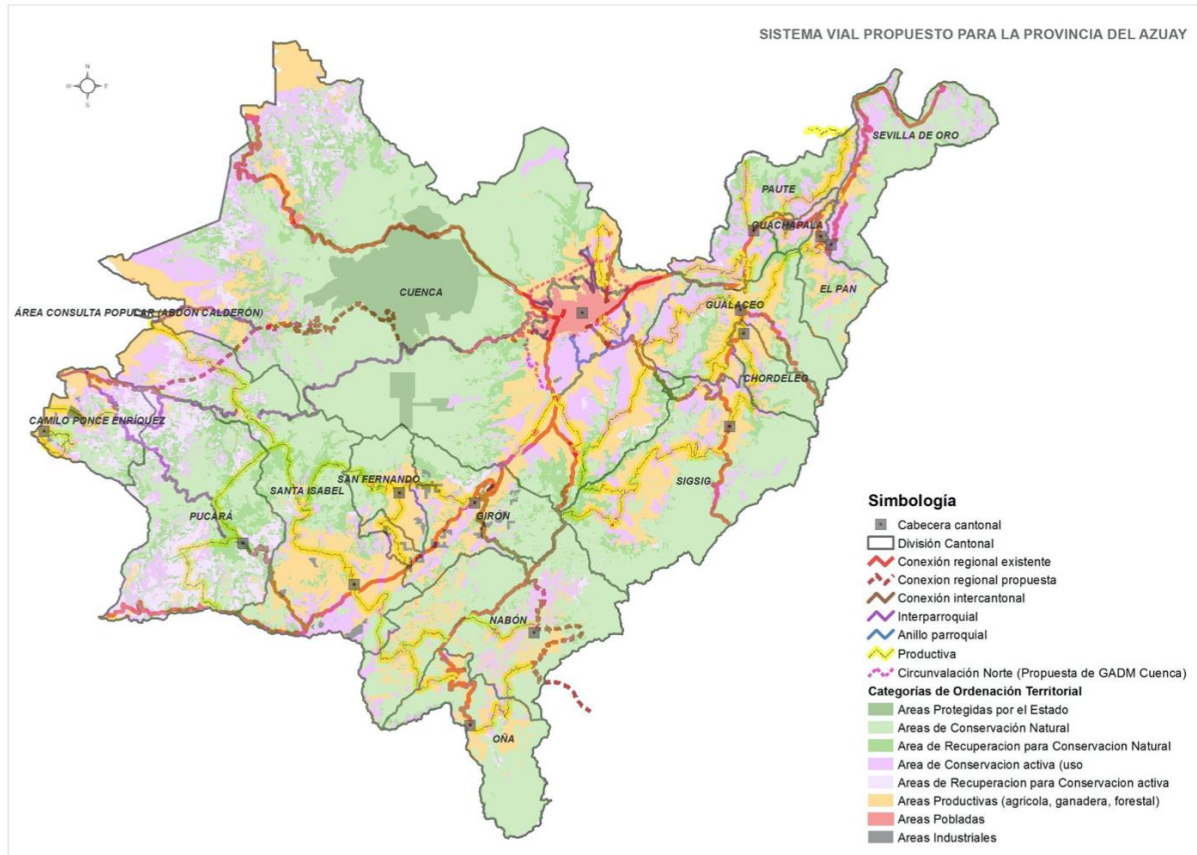 SISTEMA VIAL PROPUESTO PARA LA PROVINCIA DEL AZUAY
N
W E
S
SEVILLA DE ORO
PAUTE
GUACHAPALA
EL PAN
CUENCA
GUALACEO
ÁREA CONSULTA POPULAR (ABDÓN CALDERÓN)
CHORDELEG
CAMILO PONCE ENRÍQUEZ
SAN FERNANDO
SANTA ISABEL
SIGSIG
PUCARÁ
GIRÓN
NABÓN
OÑA
Simbología
Cabecera cantonal
División Cantonal
Conexión regional existente
Conexion regional propuesta
Conexión intercantonal
Interparroquial
Anillo parroquial
Productiva
Circunvalación Norte (Propuesta de GADM Cuenca)
Categorías de Ordenación Territorial
Areas Protegidas por el Estado
Areas de Conservación Natural
Area de Recuperacion para Conservacion Natural
Area de Conservacion activa (uso
Areas de Recuperacion para Conservacion activa
Areas Productivas (agricola, ganadera, forestal)
Areas Pobladas
Areas Industriales